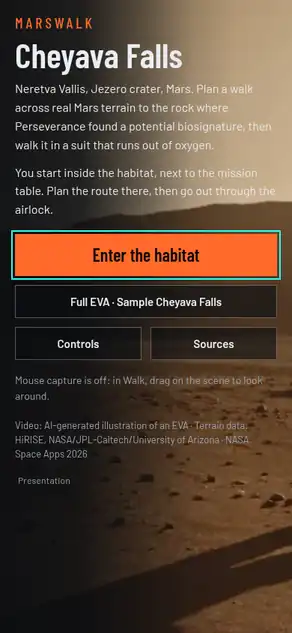 MARSWALK
Cheyava Falls
Neretva Vallis, Jezero crater, Mars. Plan a walk
across real Mars terrain to the rock where
Perseverance found a potential biosignature, then
walk it in a suit that runs out of oxygen.
You start inside the habitat, next to the mission
table. Plan the route there, then go out through the
airlock.
Enter the habitat
Full EVA · Sample Cheyava Falls
Controls
Sources
Mouse capture is off: in Walk, drag on the scene to look
around.
Video: AI-generated illustration of an EVA · Terrain data:
HiRISE, NASA/JPL-Caltech/University of Arizona · NASA
Space Apps 2026
Presentation